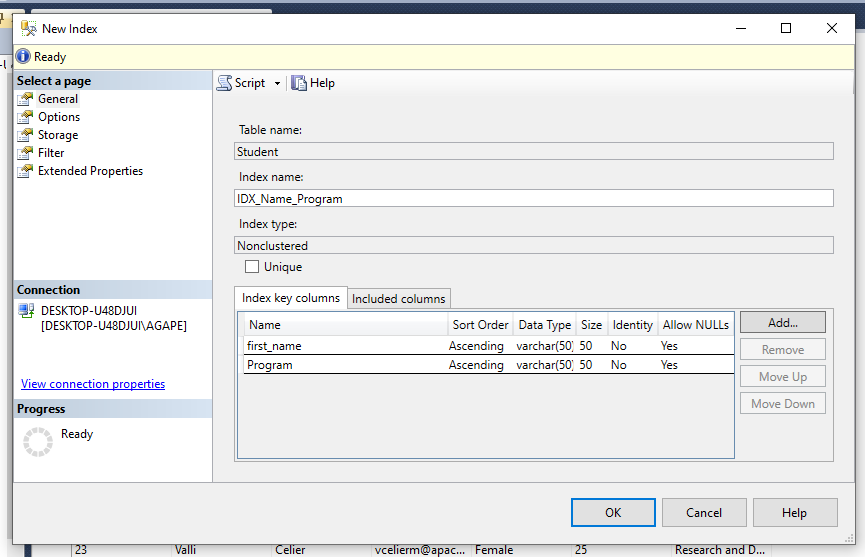 New Index
Ready
Select a page
General
Options
Storage
Filter
Extended Properties
Connection
DESKTOP-U48DJUI
[DESKTOP-U48DJUI\AGAPE]
View connection properties
Progress
Ready
Script Help
Table name:
Student
Index name:
IDX_Name_Program
Index type:
Nonclustered
Unique
Index key columns Included columns
Name Sort Order Data Type Size Identity Allow NULLs
first_name Ascending varchar(50) 50 No Yes
Program Ascending varchar(50) 50 No Yes
Add...
Remove
Move Up
Move Down
OK Cancel Help
23 Valli Celier vcelierm@apac... Female 25 Research and D...